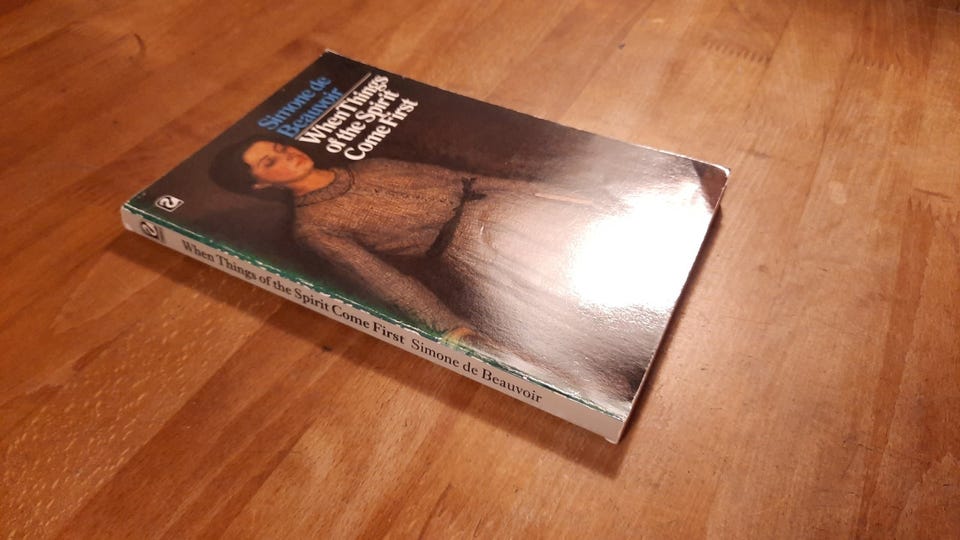 Simone de
Beauvoir
When Things
of the Spirit
Come First
When Things of the Spirit Come First Simone de Beauvoir